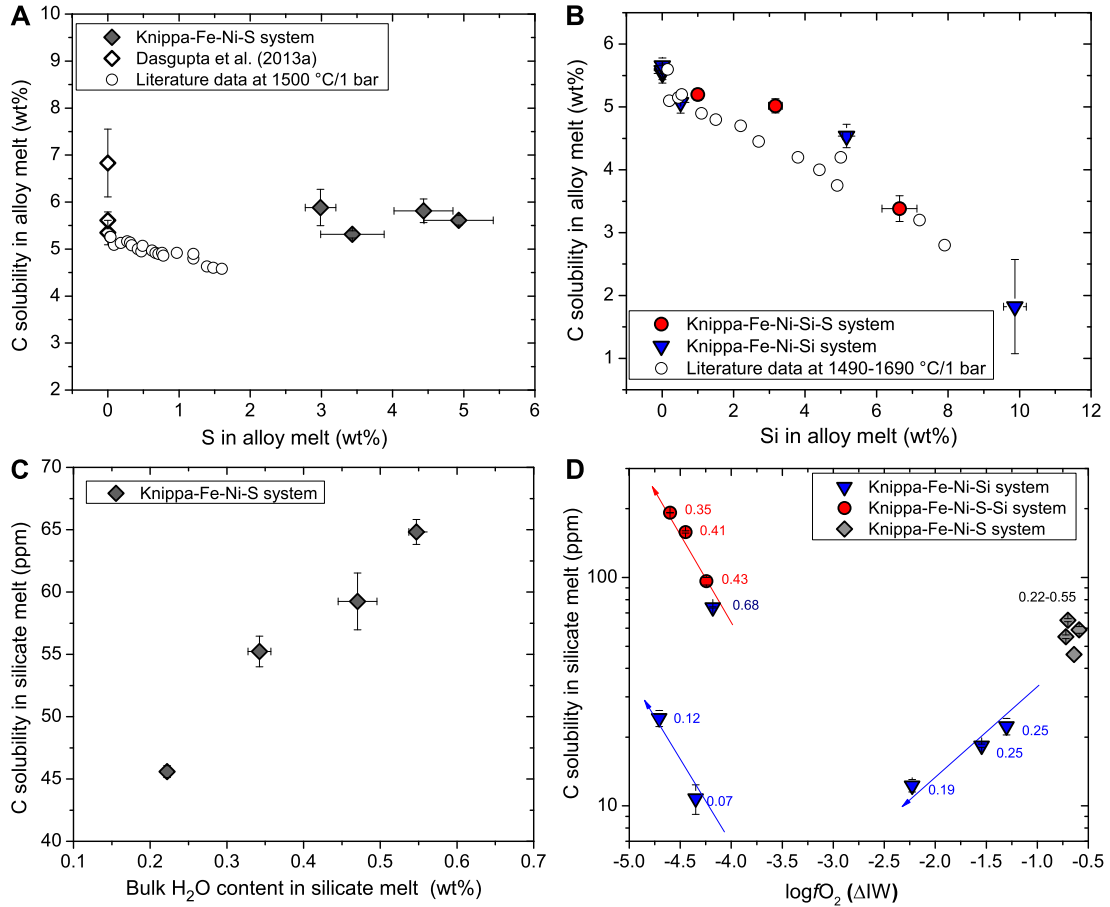 A
Knippa-Fe-Ni-S system
Dasgupta et al. (2013a)
Literature data at 1500 °C/1 bar
C solubility in alloy melt (wt%)
10
9
8
7
6
5
4
3
2
0 1 2 3 4 5 6
S in alloy melt (wt%)
B
C solubility in alloy melt (wt%)
6
5
4
3
2
1
Knippa-Fe-Ni-Si-S system
Knippa-Fe-Ni-Si system
Literature data at 1490-1690 °C/1 bar
0 2 4 6 8 10 12
Si in alloy melt (wt%)
C
Knippa-Fe-Ni-S system
C solubility in silicate melt (ppm)
70
65
60
55
50
45
40
0.1 0.2 0.3 0.4 0.5 0.6 0.7
Bulk H2O content in silicate melt (wt%)
D
Knippa-Fe-Ni-Si system
Knippa-Fe-Ni-S-Si system
Knippa-Fe-Ni-S system
C solubility in silicate melt (ppm)
100
10
0.35
0.41
0.43
0.68
0.22-0.55
0.12
0.07
0.25
0.25
0.19
-5.0 -4.5 -4.0 -3.5 -3.0 -2.5 -2.0 -1.5 -1.0 -0.5
logfO2 (ΔIW)